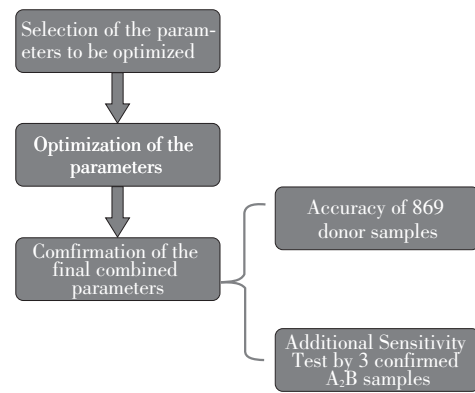 Selection of the param-
eters to be optimized
Optimization of the
parameters
Comfirmation of the
final combined
parameters
Accuracy of 869
donor samples
Additional Sensitivity
Test by 3 confirmed
A₂B samples